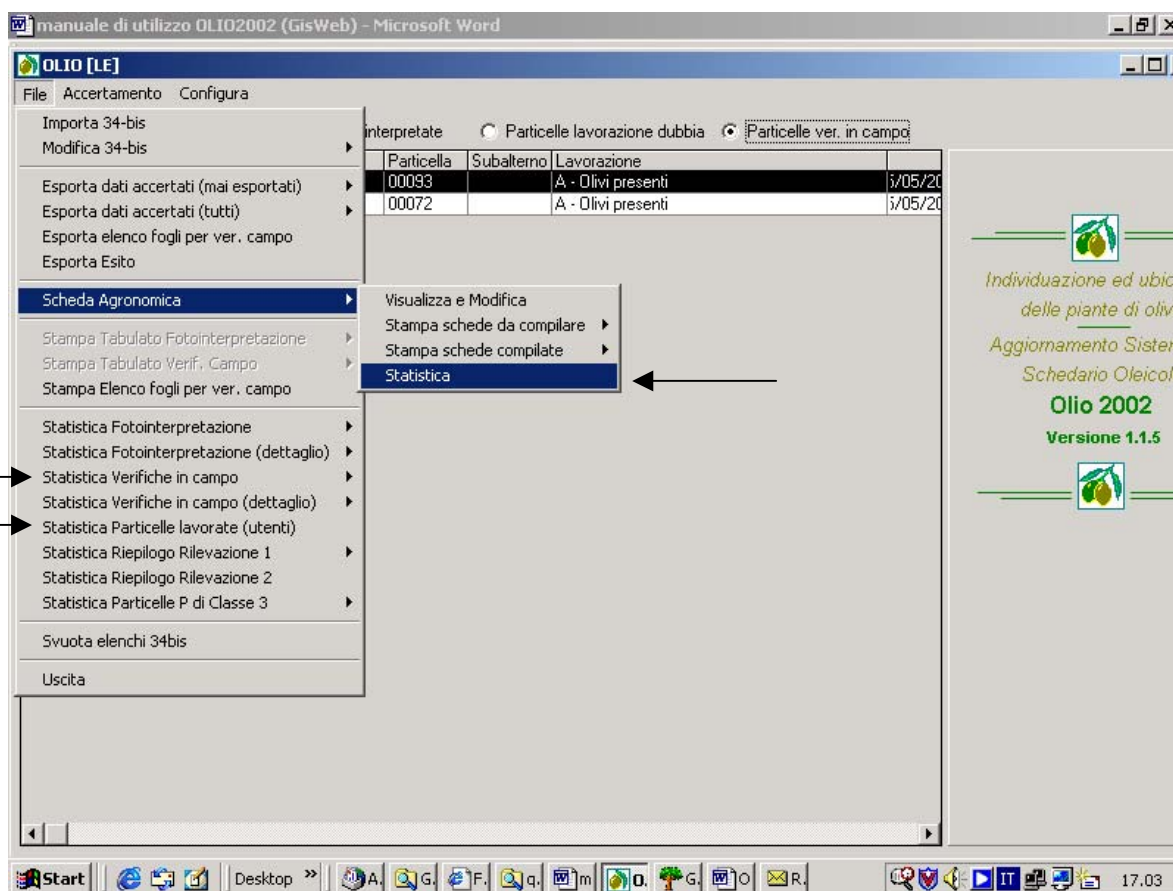 manuale di utilizzo OLIO2002 (GisWeb) - Microsoft Word
OLIO [LE]
File Accertamento Configura
Importa 34-bis
Modifica 34-bis
Esporta dati accertati (mai esportati)
Esporta dati accertati (tutti)
Esporta elenco fogli per ver. campo
Esporta Esito
Scheda Agronomica
Stampa Tabulato Fotointerpretazione
Stampa Tabulato Verif. Campo
Stampa Elenco fogli per ver. campo
Statistica Fotointerpretazione
Statistica Fotointerpretazione (dettaglio)
Statistica Verifiche in campo
Statistica Verifiche in campo (dettaglio)
Statistica Particelle lavorate (utenti)
Statistica Riepilogo Rilevazione 1
Statistica Riepilogo Rilevazione 2
Statistica Particelle P di Classe 3
Svuota elenchi 34bis
Uscita
interpretate Particelle lavorazione dubbia Particelle ver. in campo
Particella Subalterno Lavorazione
00093 A - Olivi presenti 5/05/20
00072 A - Olivi presenti 5/05/20
Visualizza e Modifica
Stampa schede da compilare
Stampa schede compilate
Statistica
Individuazione ed ubic
delle piante di oliv
Aggiornamento Sister
Schedario Oleicol
Olio 2002
Versione 1.1.5
Start Desktop » A. G. F. q. m O. G. O R. IT 17.03